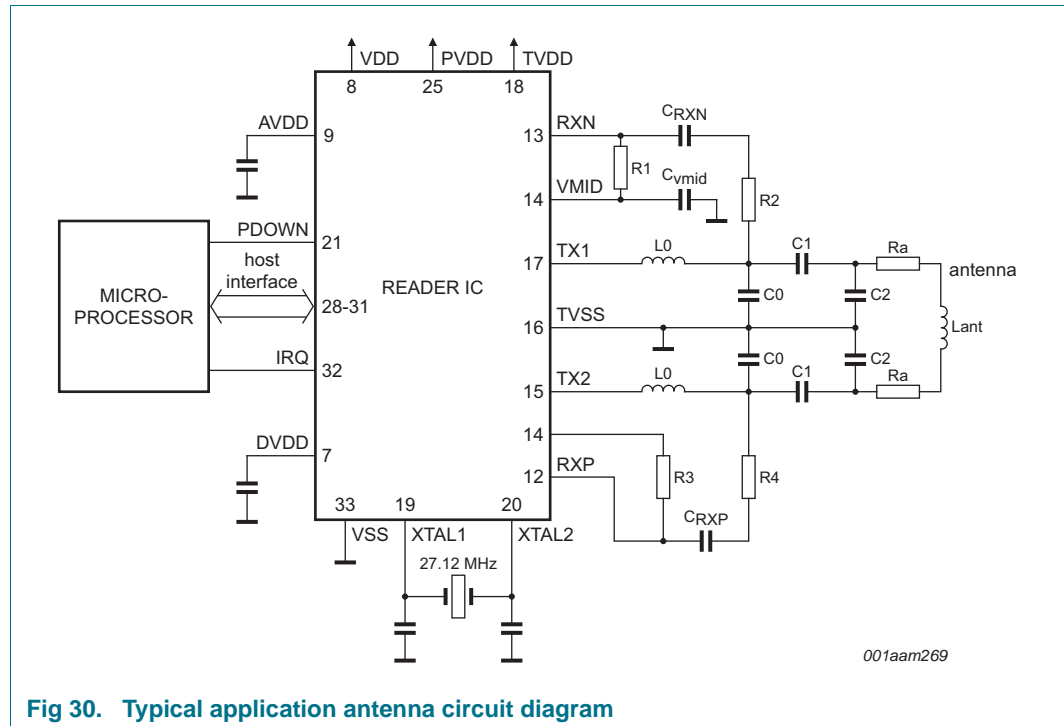 VDD PVDD TVDD
8 25 18
AVDD 9
13 RXN CRXN
R1
14 VMID Cvmid
R2
PDOWN 21
host
interface
28-31
MICRO-
PROCESSOR
READER IC
17 TX1 L0 C1 Ra antenna
C0 C2
16 TVSS Lant
C0 C2
IRQ 32
15 TX2 L0 C1 Ra
14
DVDD 7
12 RXP R3 R4
CRXP
33 19 20
VSS XTAL1 XTAL2
27.12 MHz
001aam269
Fig 30. Typical application antenna circuit diagram